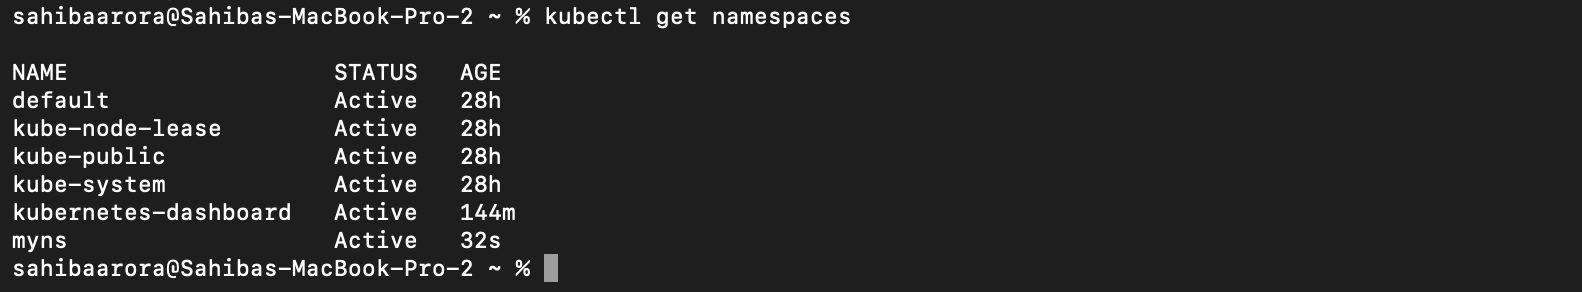 sahibaarora@Sahibas-MacBook-Pro-2 ~ % kubectl get namespaces
NAME                   STATUS   AGE
default                Active   28h
kube-node-lease        Active   28h
kube-public            Active   28h
kube-system            Active   28h
kubernetes-dashboard   Active   144m
myns                   Active   32s
sahibaarora@Sahibas-MacBook-Pro-2 ~ %